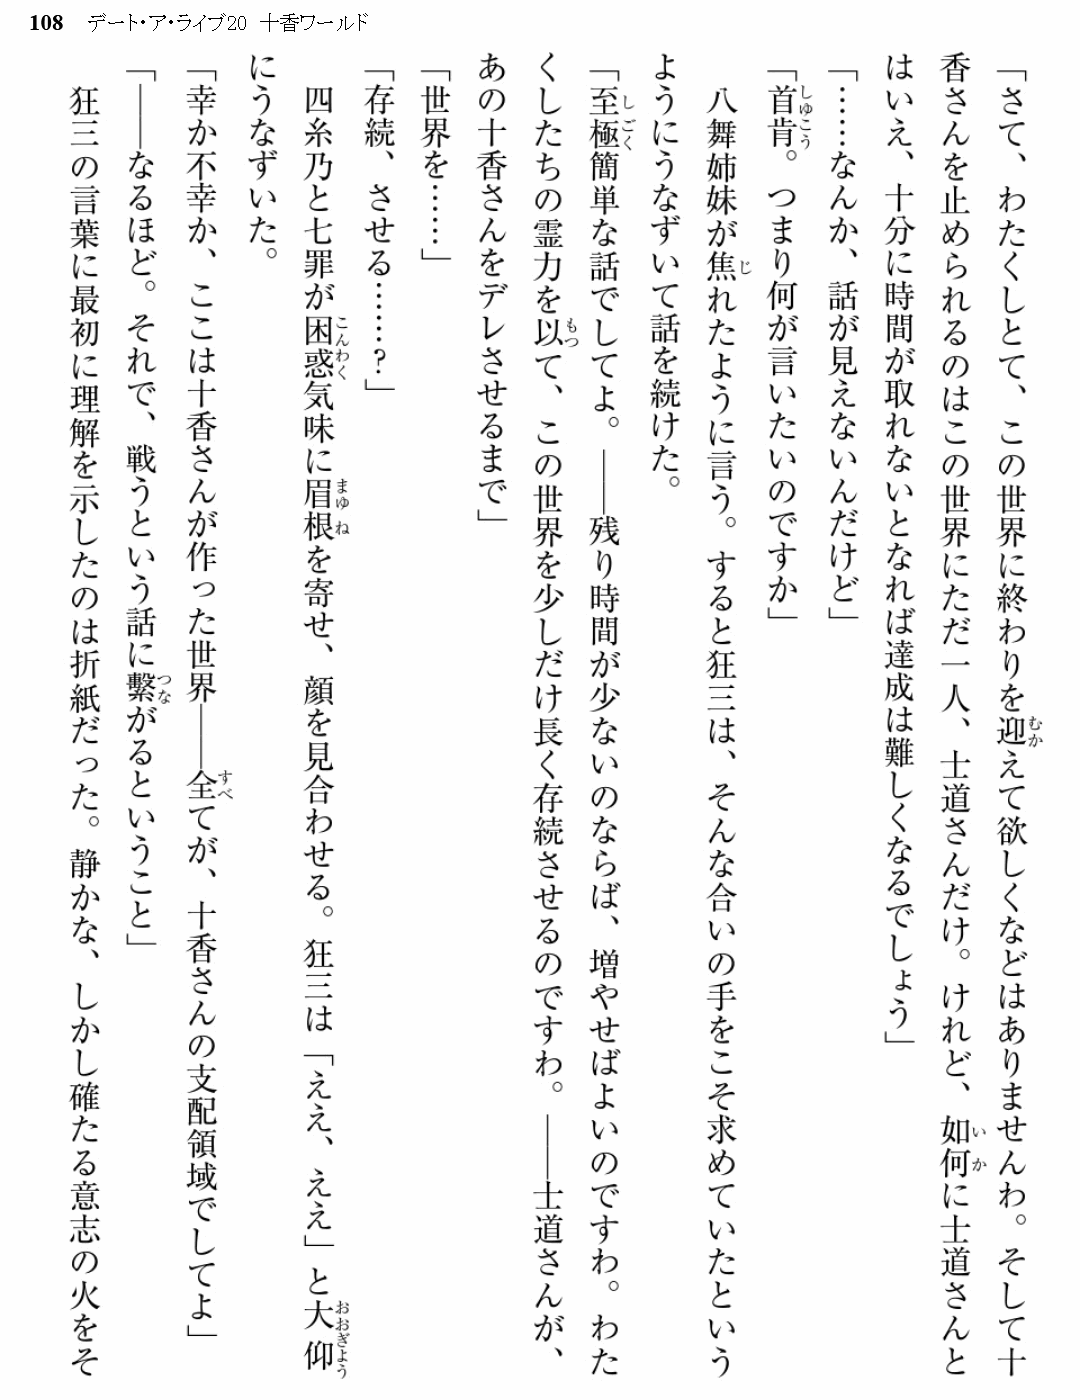 108 デート・ア・ライブ20 十香ワールド
「さて、わたくしとて、この世界に終わりを迎えて欲しくなどはありませんわ。そして十
香さんを止められるのはこの世界にただ一人、士道さんだけ。けれど、如何に士道さんと
はいえ、十分に時間が取れないとなれば達成は難しくなるでしょう」
「……なんか、話が見えないんだけど」
「首肯。つまり何が言いたいのですか」
八舞姉妹が焦れたように言う。すると狂三は、そんな合いの手をこそ求めていたという
ようにうなずいて話を続けた。
「至極簡単な話でしてよ。――残り時間が少ないのならば、増やせばよいのですわ。わた
くしたちの霊力を以て、この世界を少しだけ長く存続させるのですわ。――士道さんが、
あの十香さんをデレさせるまで」
「世界を……」
「存続、させる……?」
四糸乃と七罪が困惑気味に眉根を寄せ、顔を見合わせる。狂三は「ええ、ええ」と大仰
にうなずいた。
「幸か不幸か、ここは十香さんが作った世界――全てが、十香さんの支配領域でしてよ」
「――なるほど。それで、戦うという話に繫がるということ」
狂三の言葉に最初に理解を示したのは折紙だった。静かな、しかし確たる意志の火をそ